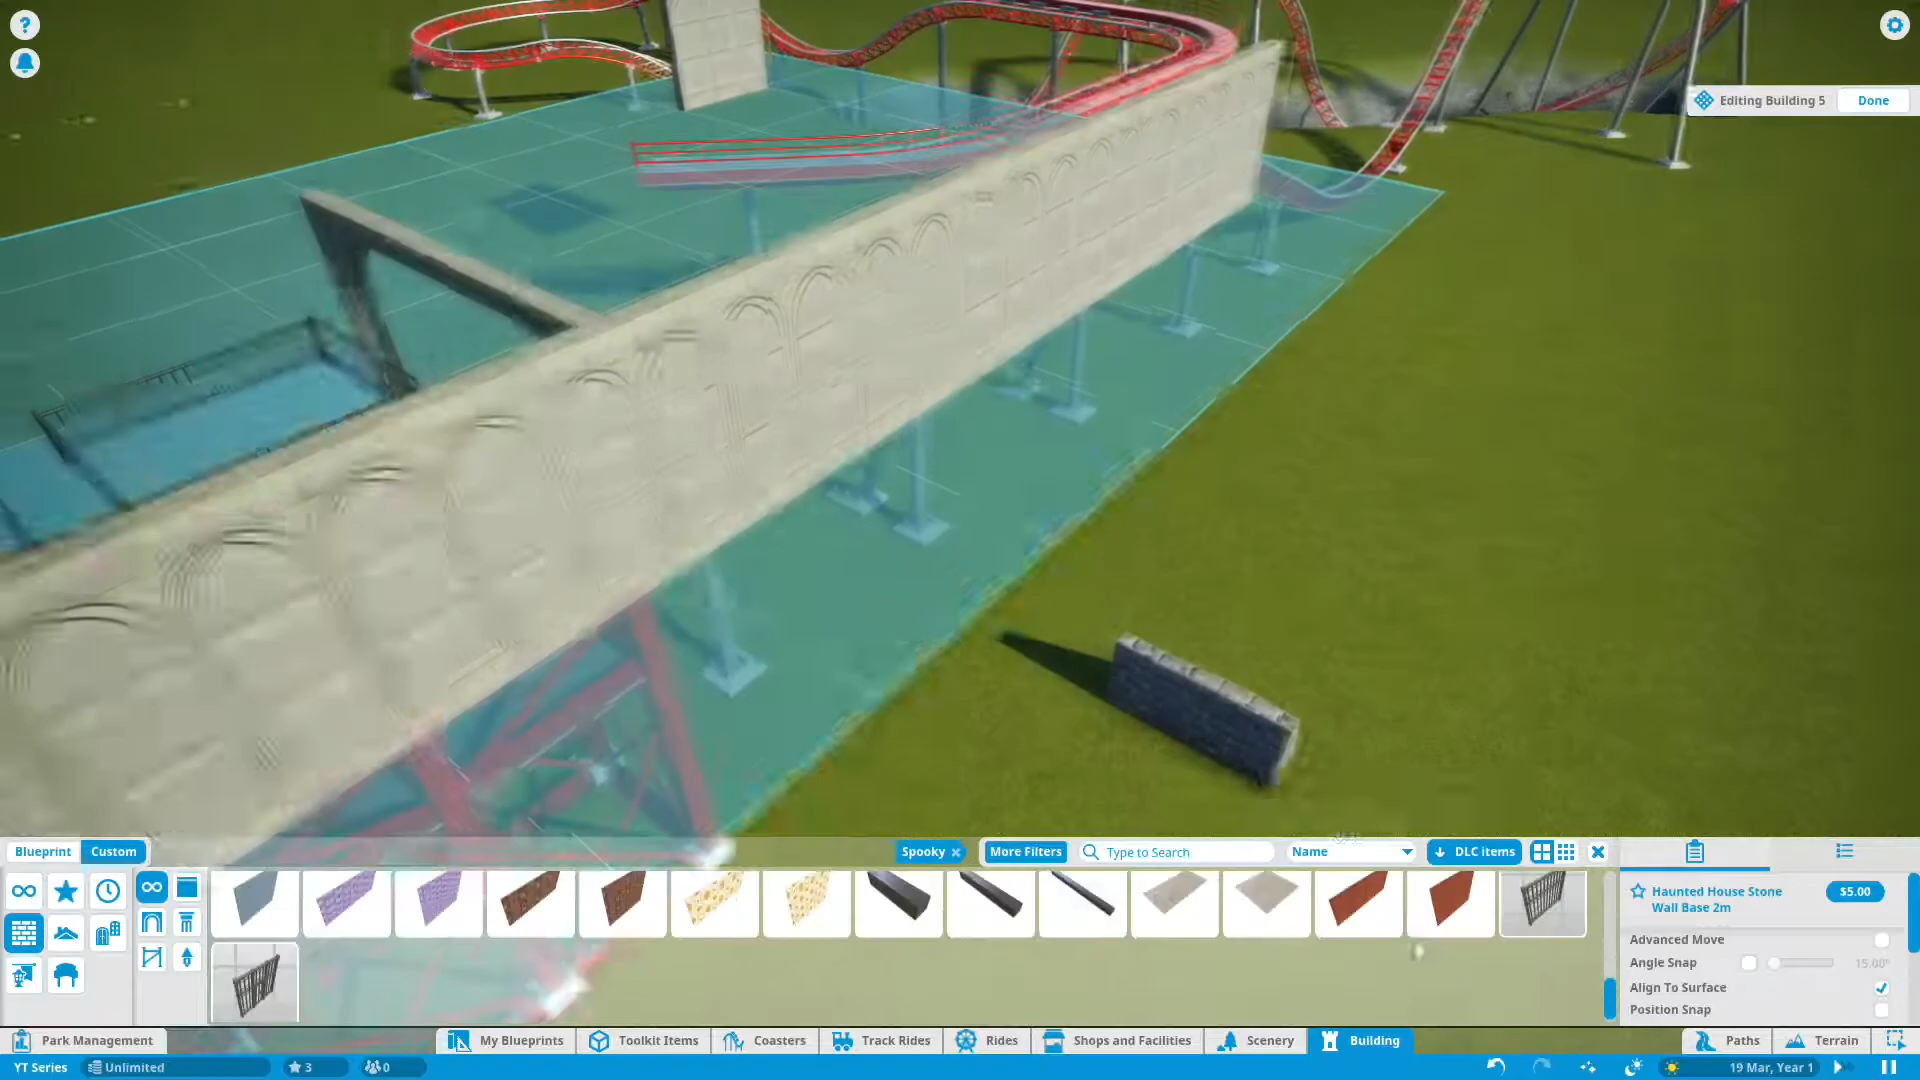 ?
Editing Building 5 Done
Blueprint Custom
Spooky × More Filters Type to Search Name DLC items
Haunted House Stone Wall Base 2m $5.00
Advanced Move
Angle Snap 15.00°
Align To Surface
Position Snap
Park Management My Blueprints Toolkit Items Coasters Track Rides Rides Shops and Facilities Scenery Building Paths Terrain
YT Series Unlimited 3 0 19 Mar, Year 1